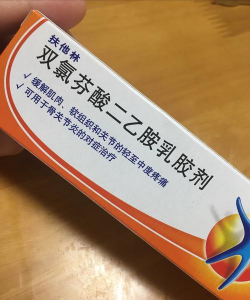 扶他林
双氯芬酸二乙胺乳胶剂
✓ 缓解肌肉、软组织和关节的轻至中度疼痛
✓ 可用于骨关节炎的对症治疗